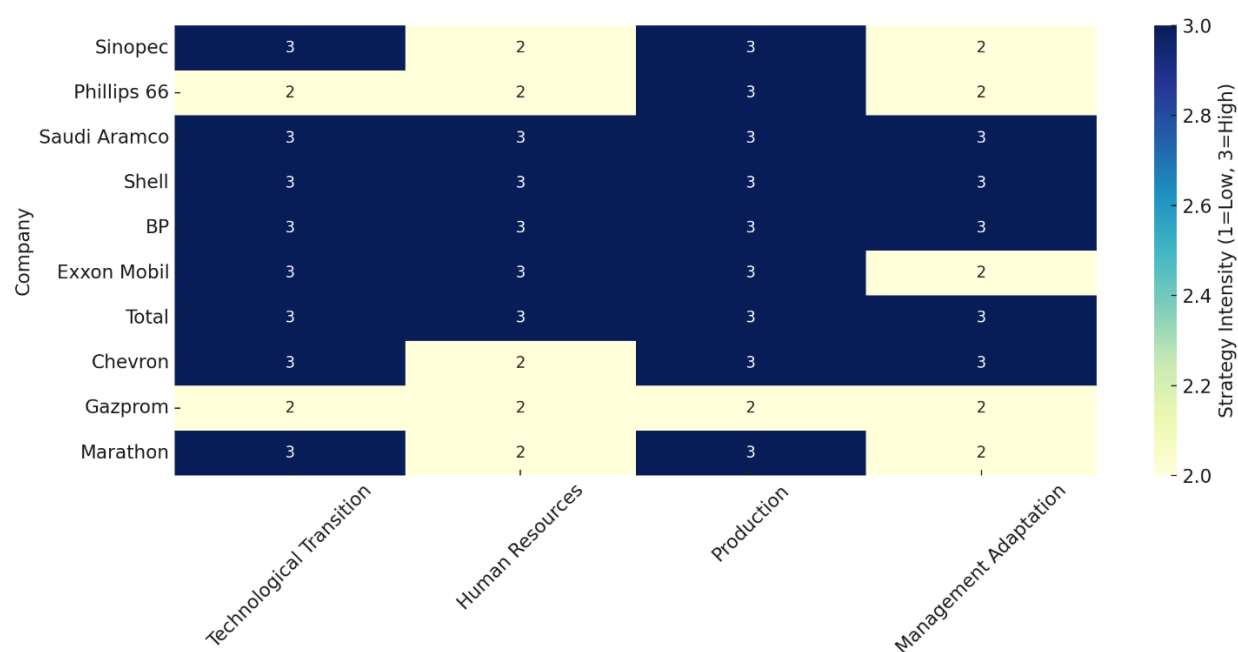 Sinopec 3 2 3 2
Phillips 66 2 2 3 2
Saudi Aramco 3 3 3 3
Shell 3 3 3 3
BP 3 3 3 3
Exxon Mobil 3 3 3 2
Total 3 3 3 3
Chevron 3 2 3 3
Gazprom 2 2 2 2
Marathon 3 2 3 2
Company
Technological Transition
Human Resources
Production
Management Adaptation
3.0
2.8
2.6
2.4
2.2
2.0
Strategy Intensity (1=Low, 3=High)